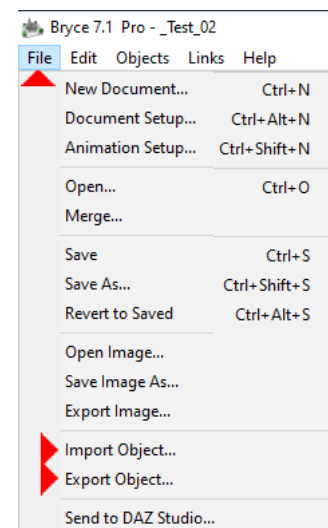 Bryce 7.1 Pro - _Test_02
File Edit Objects Links Help
New Document... Ctrl+N
Document Setup... Ctrl+Alt+N
Animation Setup... Ctrl+Shift+N
Open... Ctrl+O
Merge...
Save Ctrl+S
Save As... Ctrl+Shift+S
Revert to Saved Ctrl+Alt+S
Open Image...
Save Image As...
Export Image...
Import Object...
Export Object...
Send to DAZ Studio...